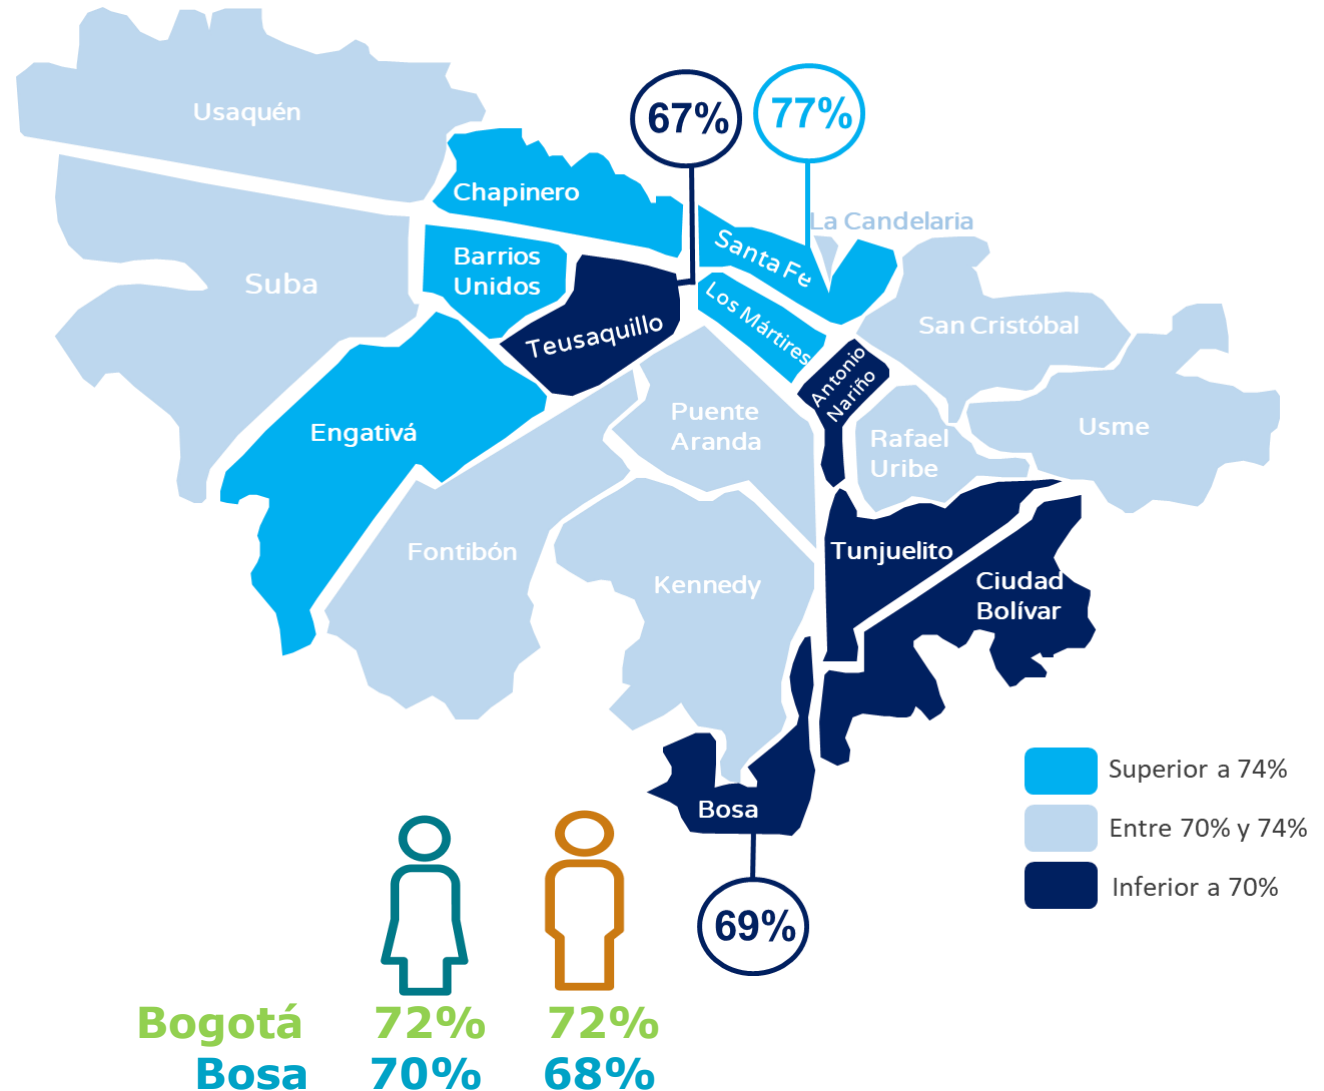 Usaquén
67%
77%
Chapinero
La Candelaria
Santa Fe
Barrios
Unidos
Suba
Los Mártires
Teusaquillo
San Cristóbal
Antonio
Nariño
Puente
Aranda
Engativá
Rafael
Uribe
Usme
Fontibón
Kennedy
Tunjuelito
Ciudad
Bolívar
Bosa
Superior a 74%
Entre 70% y 74%
Inferior a 70%
69%
Bogotá 72% 72%
Bosa 70% 68%